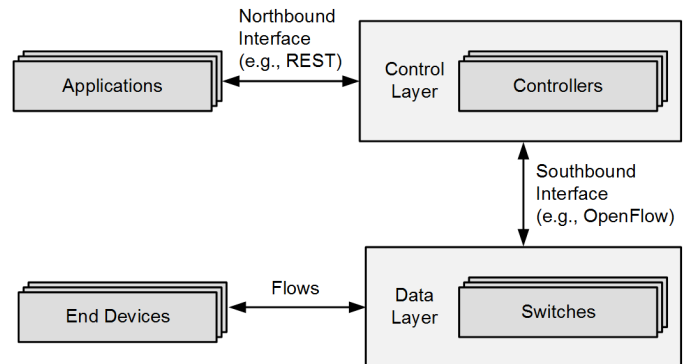 Northbound
Interface
(e.g., REST)
Applications
Control
Layer
Controllers
Southbound
Interface
(e.g., OpenFlow)
End Devices
Flows
Data
Layer
Switches